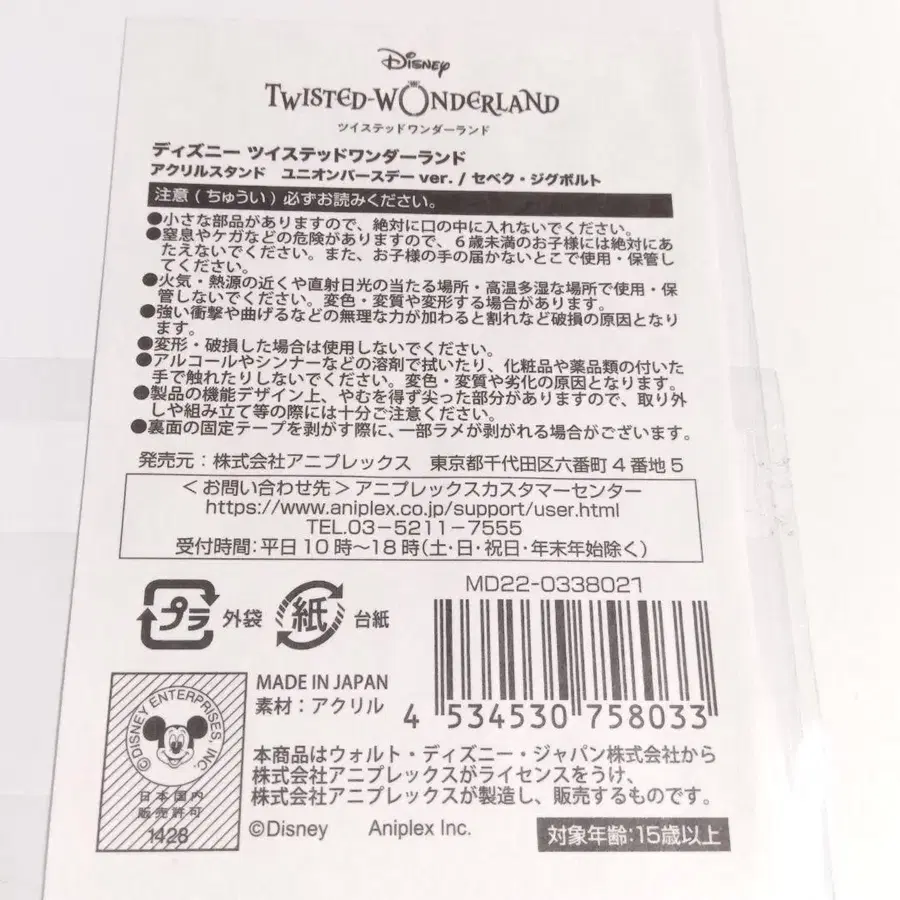 Disney
TWISTED-WONDERLAND
ツイステッドワンダーランド
ディズニー ツイステッドワンダーランド
アクリルスタンド ユニオンバースデー ver. / セベク・ジグボルト
注意(ちゅうい)必ずお読みください。
●小さな部品がありますので、絶対に口の中に入れないでください。
●窒息やケガなどの危険がありますので、6歳未満のお子様には絶対にあ
たえないでください。また、お子様の手の届かないとこで使用・保管し
てください。
●火気・熱源の近くや直射日光の当たる場所・高温多湿な場所で使用・保
管しないでください。変色・変質や変形する場合があります。
●強い衝撃や曲げるなどの無理な力が加わると割れなど破損の原因となり
ます。
●変形・破損した場合は使用しないでください。
●アルコールやシンナーなどの溶剤で拭いたり、化粧品や薬品類の付いた
手で触れたりしないでください。変色・変質や劣化の原因となります。
●製品の機能デザイン上、やむを得ず尖った部分がありますので、取り外
しや組み立て等の際には十分ご注意ください。
●裏面の固定テープを剥がす際に、一部ラメが剥がれる場合がございます。
発売元:株式会社アニプレックス 東京都千代田区六番町4番地5
<お問い合わせ先>アニプレックスカスタマーセンター
https://www.aniplex.co.jp/support/user.html
TEL.03-5211-7555
受付時間:平日10時〜18時(土・日・祝日・年末年始除く)
MD22-0338021
プラ 外袋 紙 台紙
MADE IN JAPAN
素材:アクリル
4 534530 758033
©DISNEY ENTERPRISES, INC.
日本国内
販売許可
1428
本商品はウォルト・ディズニー・ジャパン株式会社から
株式会社アニプレックスがライセンスをうけ、
株式会社アニプレックスが製造し、販売するものです。
©Disney Aniplex Inc.
対象年齢:15歳以上